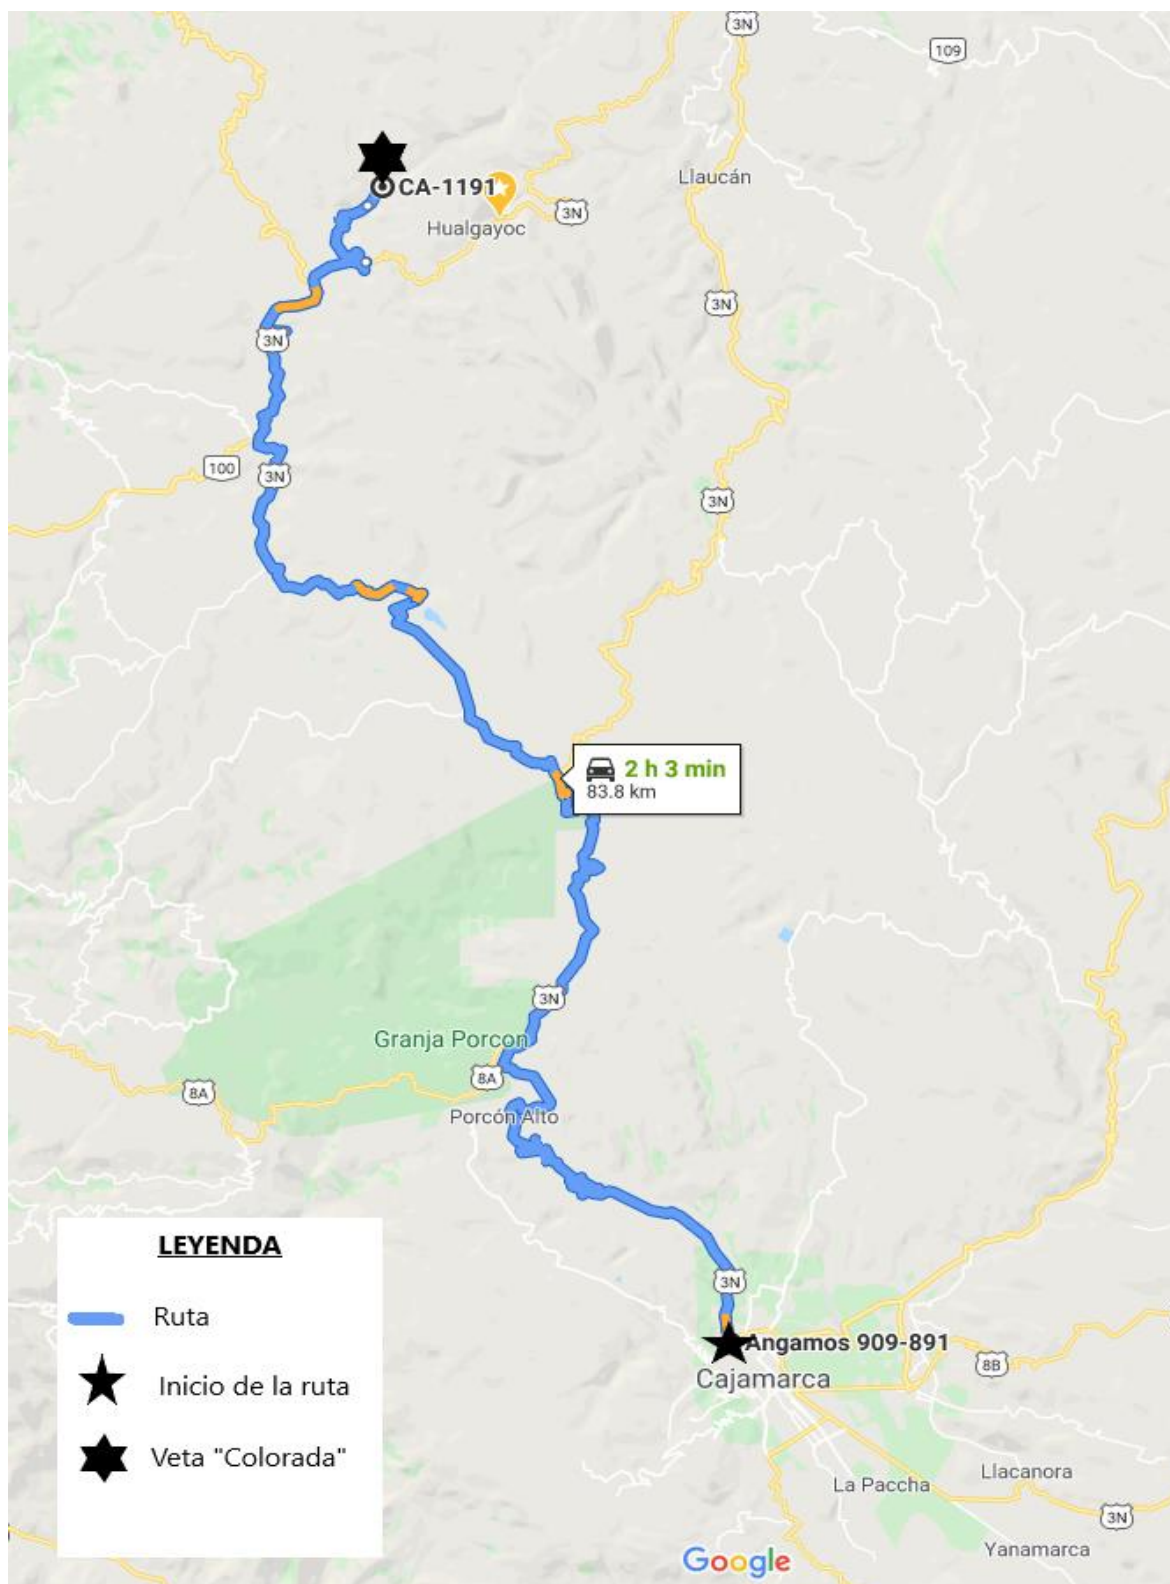 3N
109
CA-1191
Llaucán
Hualgayoc
3N
3N
3N
100
3N
3N
2 h 3 min
83.8 km
3N
Granja Porcon
8A
8A
Porcón Alto
LEYENDA
Ruta
Inicio de la ruta
Veta "Colorada"
3N
Angamos 909-891
8B
Cajamarca
La Paccha
Llacanora
3N
Yanamarca
Google